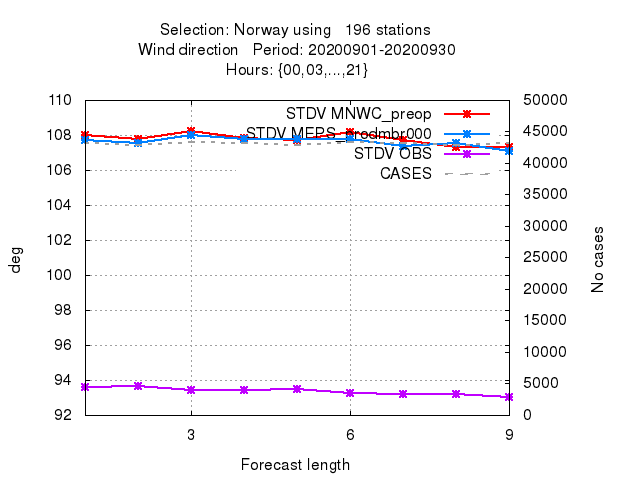 Selection: Norway using 196 stations
Wind direction Period: 20200901-20200930
Hours: {00,03,...,21}
110
108
106
104
102
100
98
96
94
92
deg
50000
45000
40000
35000
30000
25000
20000
15000
10000
5000
0
No cases
STDV MNWC_preop
STDV MEPS_prodmbr000
STDV OBS
CASES
3
6
9
Forecast length